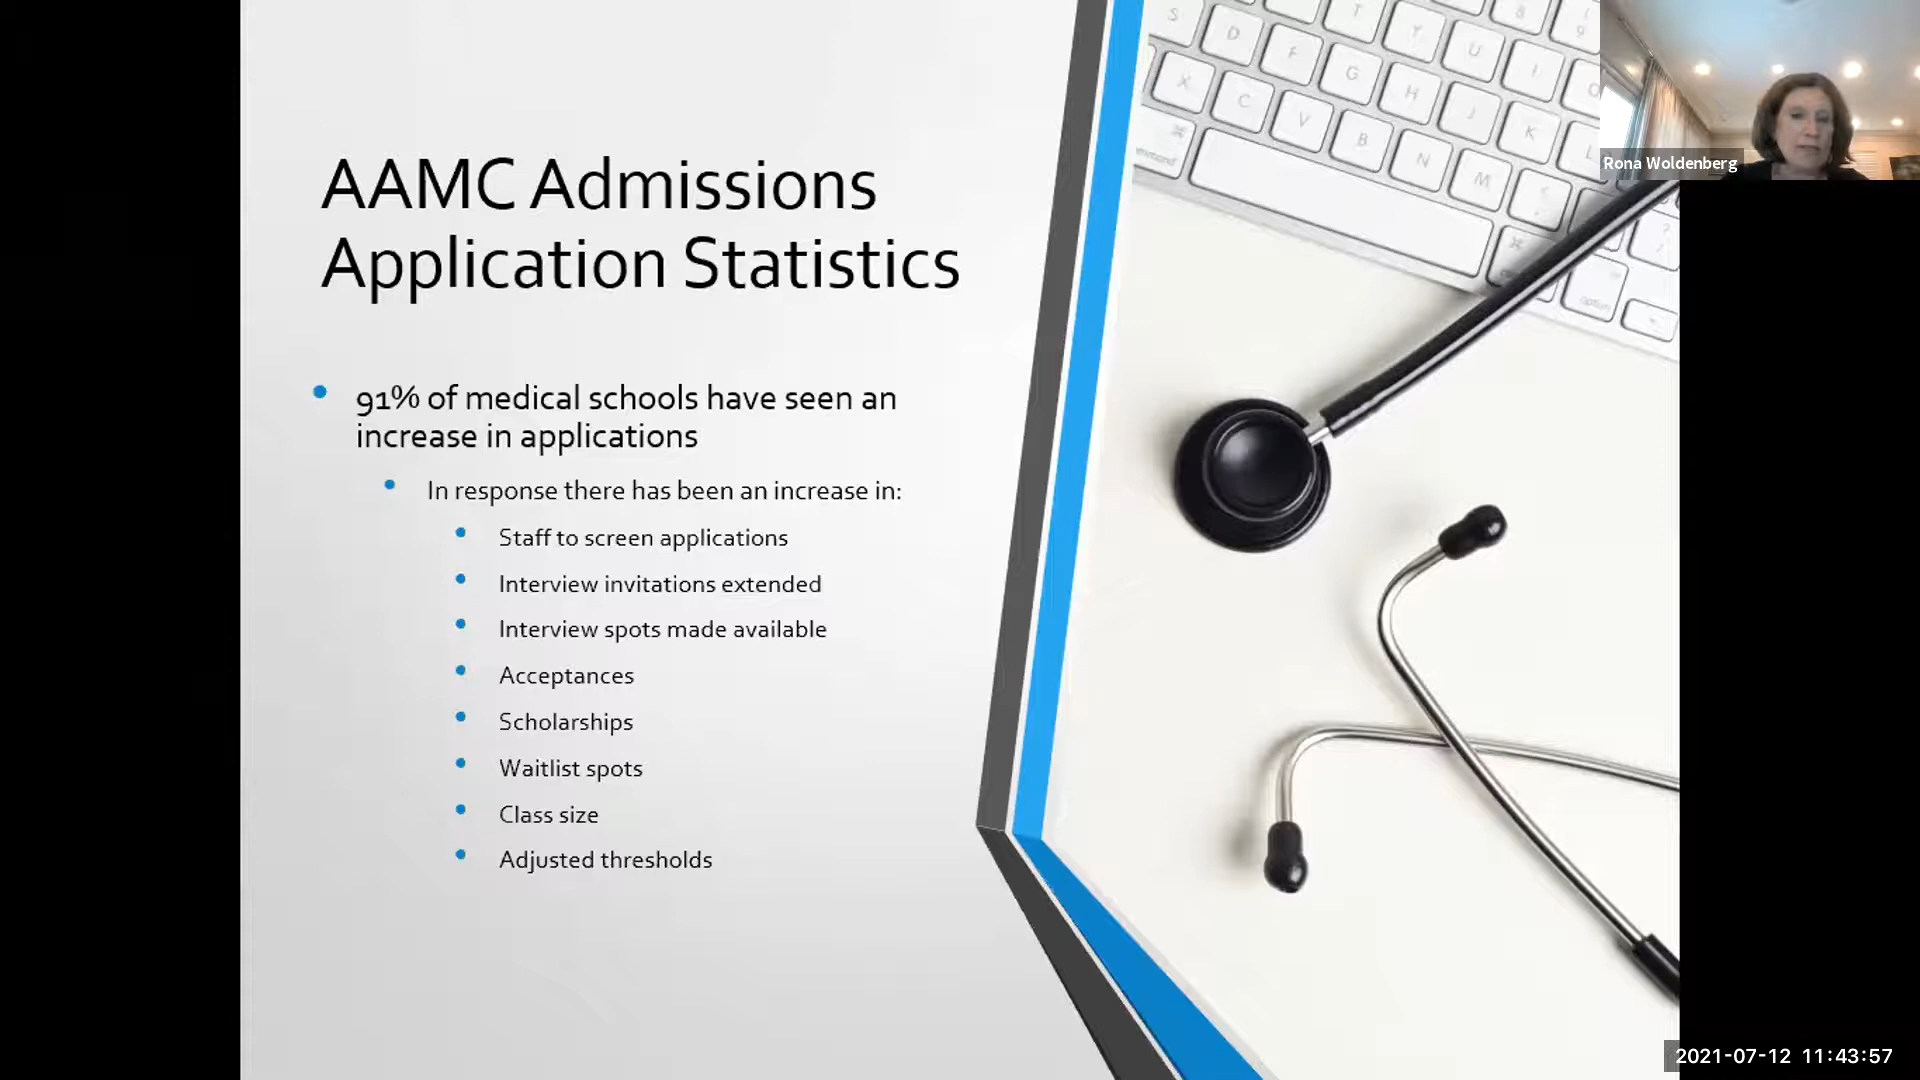 AAMC Admissions
Application Statistics
91% of medical schools have seen an
increase in applications
In response there has been an increase in:
Staff to screen applications
Interview invitations extended
Interview spots made available
Acceptances
Scholarships
Waitlist spots
Class size
Adjusted thresholds
S
T
D
F
Y
U
I
X
C
G
H
J
K
L
V
B
N
M
option
Rona Woldenberg
2021-07-12 11:43:57